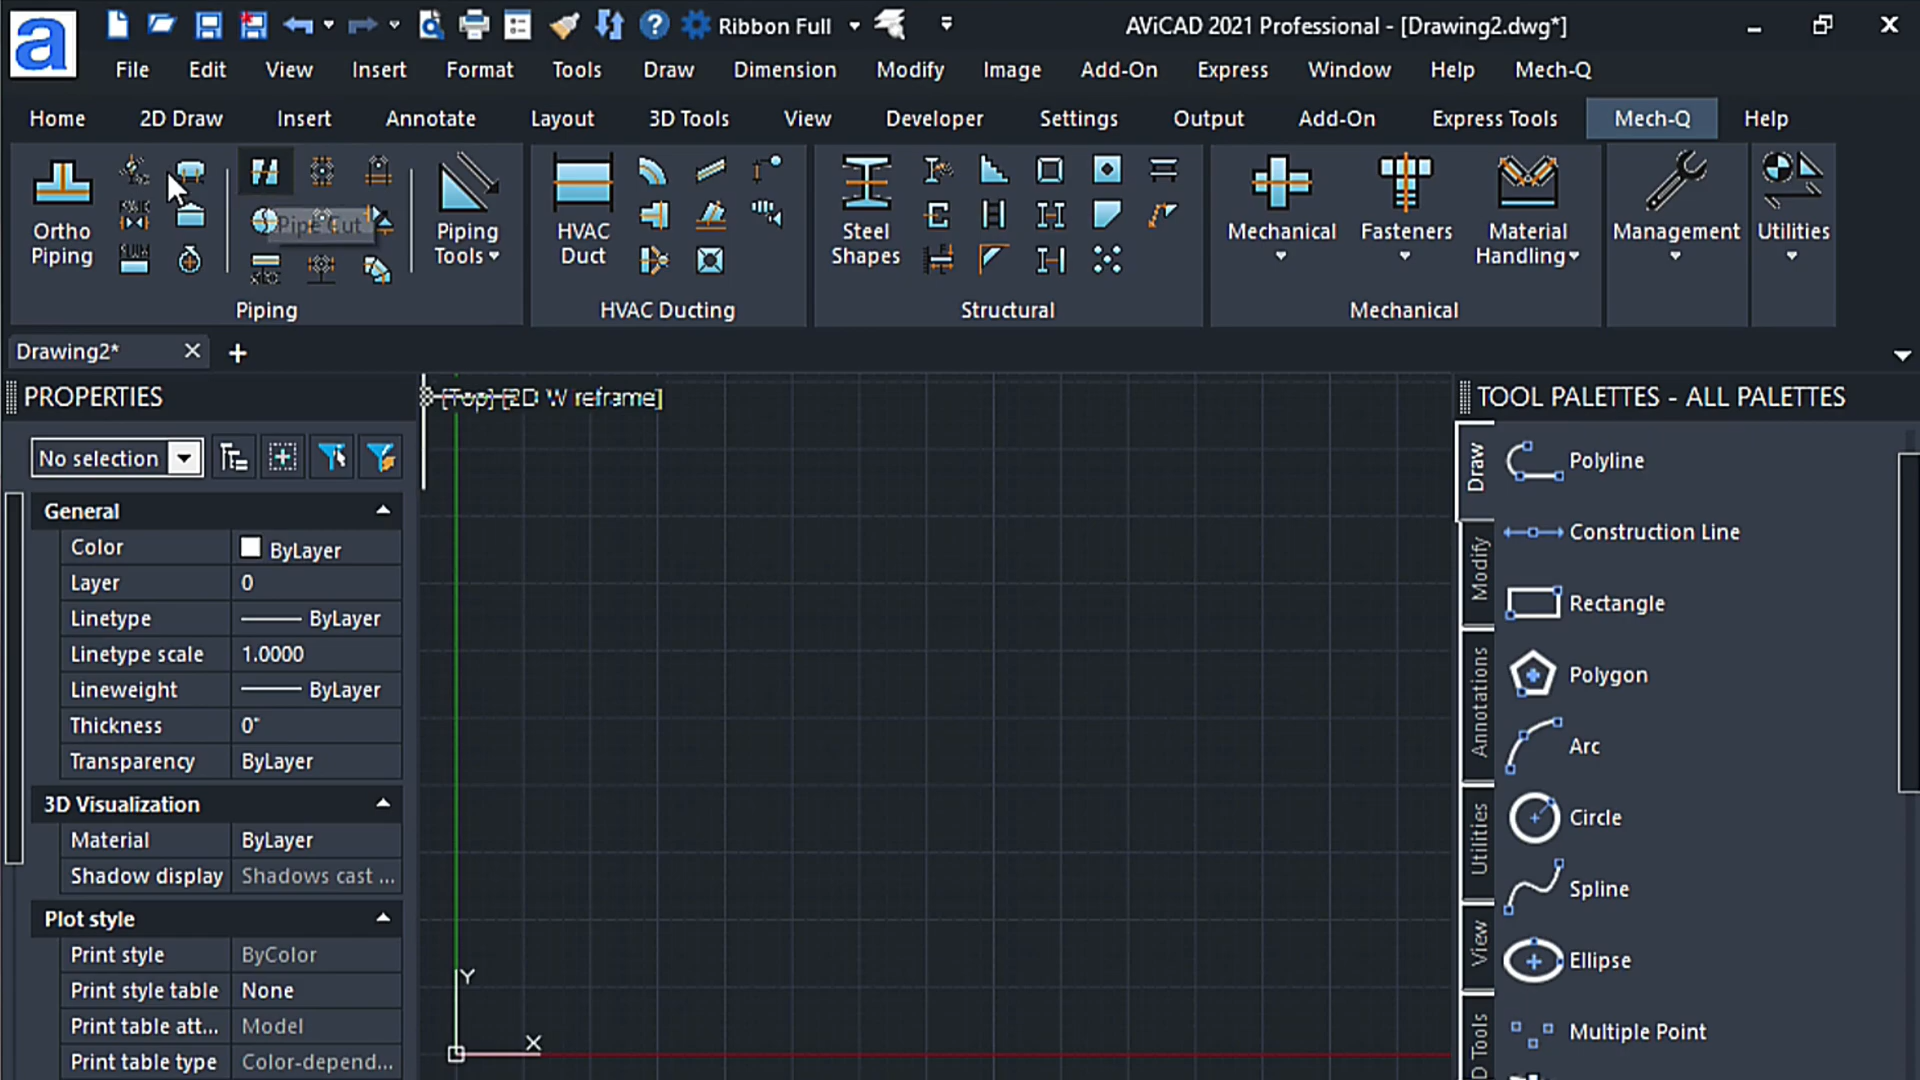 a Ribbon Full AViCAD 2021 Professional - [Drawing2.dwg*]
File Edit View Insert Format Tools Draw Dimension Modify Image Add-On Express Window Help Mech-Q
Home 2D Draw Insert Annotate Layout 3D Tools View Developer Settings Output Add-On Express Tools Mech-Q Help
Ortho Piping
Pipe Cut
Piping Tools
HVAC Duct
Steel Shapes
Mechanical
Fasteners
Material Handling
Management
Utilities
Piping HVAC Ducting Structural Mechanical
Drawing2*
PROPERTIES
[Top] [2D Wireframe]
TOOL PALETTES - ALL PALETTES
No selection
General
Color ByLayer
Layer 0
Linetype ByLayer
Linetype scale 1.0000
Lineweight ByLayer
Thickness 0"
Transparency ByLayer
3D Visualization
Material ByLayer
Shadow display Shadows cast ...
Plot style
Print style ByColor
Print style table None
Print table att... Model
Print table type Color-depend...
Y
X
Draw
Modify
Annotations
Utilities
View
D Tools
Polyline
Construction Line
Rectangle
Polygon
Arc
Circle
Spline
Ellipse
Multiple Point